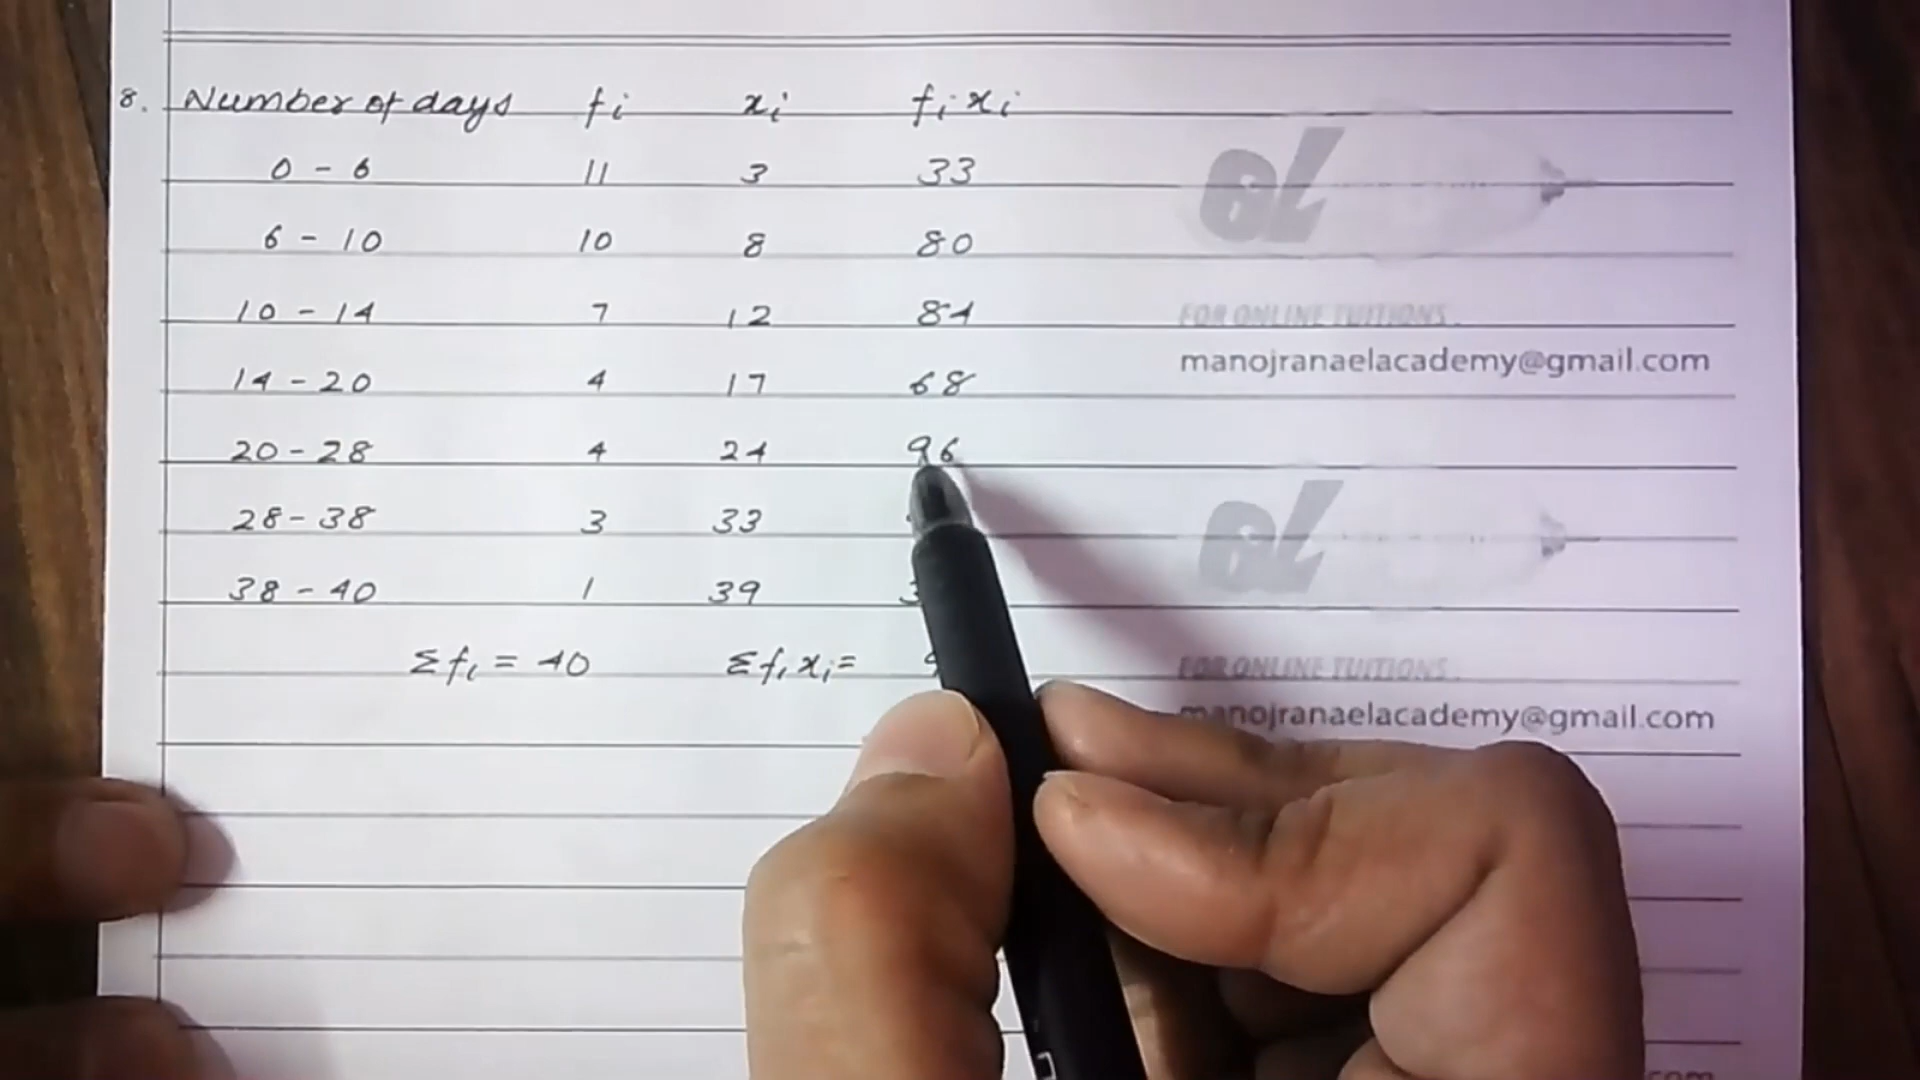 8. Number of days fi xi fixi
0 - 6 11 3 33
6 - 10 10 8 80
10 - 14 7 12 84
FOR ONLINE TUITIONS .
manojranaelacademy@gmail.com
14 - 20 4 17 68
20 - 28 4 24 96
28 - 38 3 33
38 - 40 1 39
Σfi = 40 Σfixi =
FOR ONLINE TUITIONS .
manojranaelacademy@gmail.com